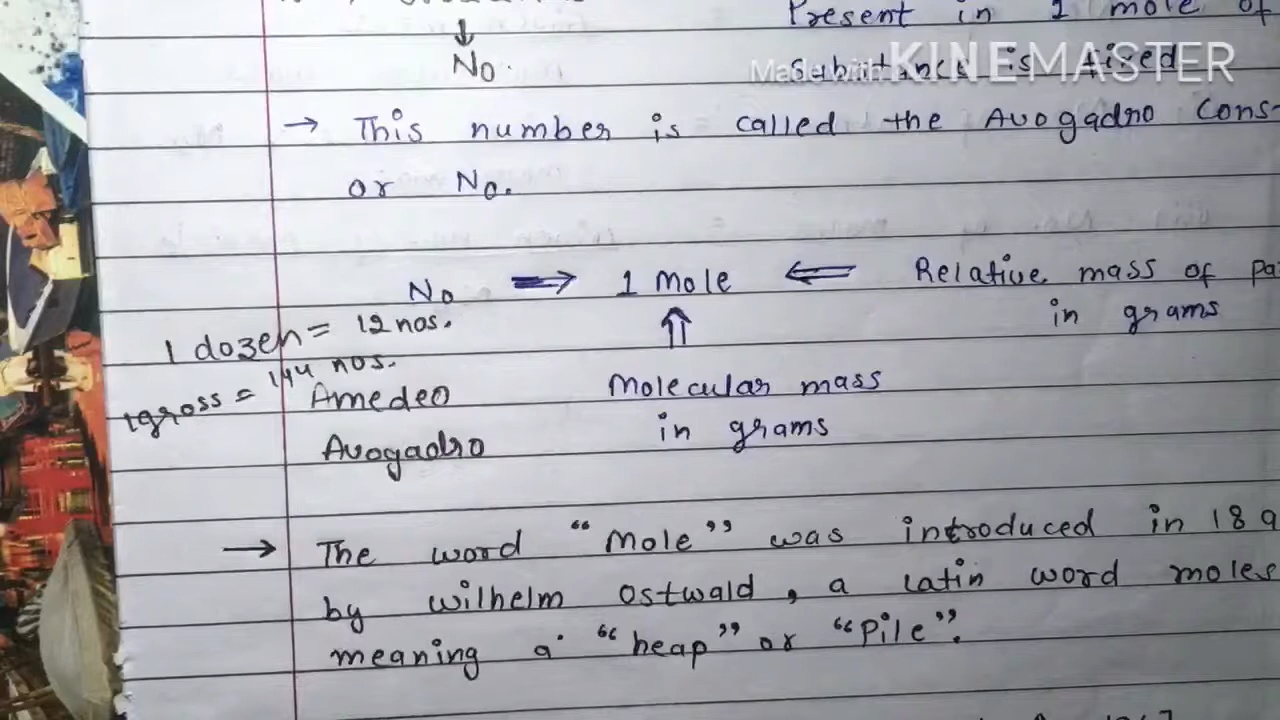 Present in 1 mole of
↓
No.
substance is fixed
Made with KINEMASTER
→ This number is called the Avogadro Cons
or No.
No ⇒ 1 Mole ⇐ Relative mass of pa
in grams
⇑
1 dozen = 12 nos.
1gross = 144 nos.
Amedeo
Molecular mass
Avogadro
in grams
→ The word "Mole" was introduced in 189
by Wilhelm Ostwald, a Latin word moles
meaning a "heap" or "Pile".